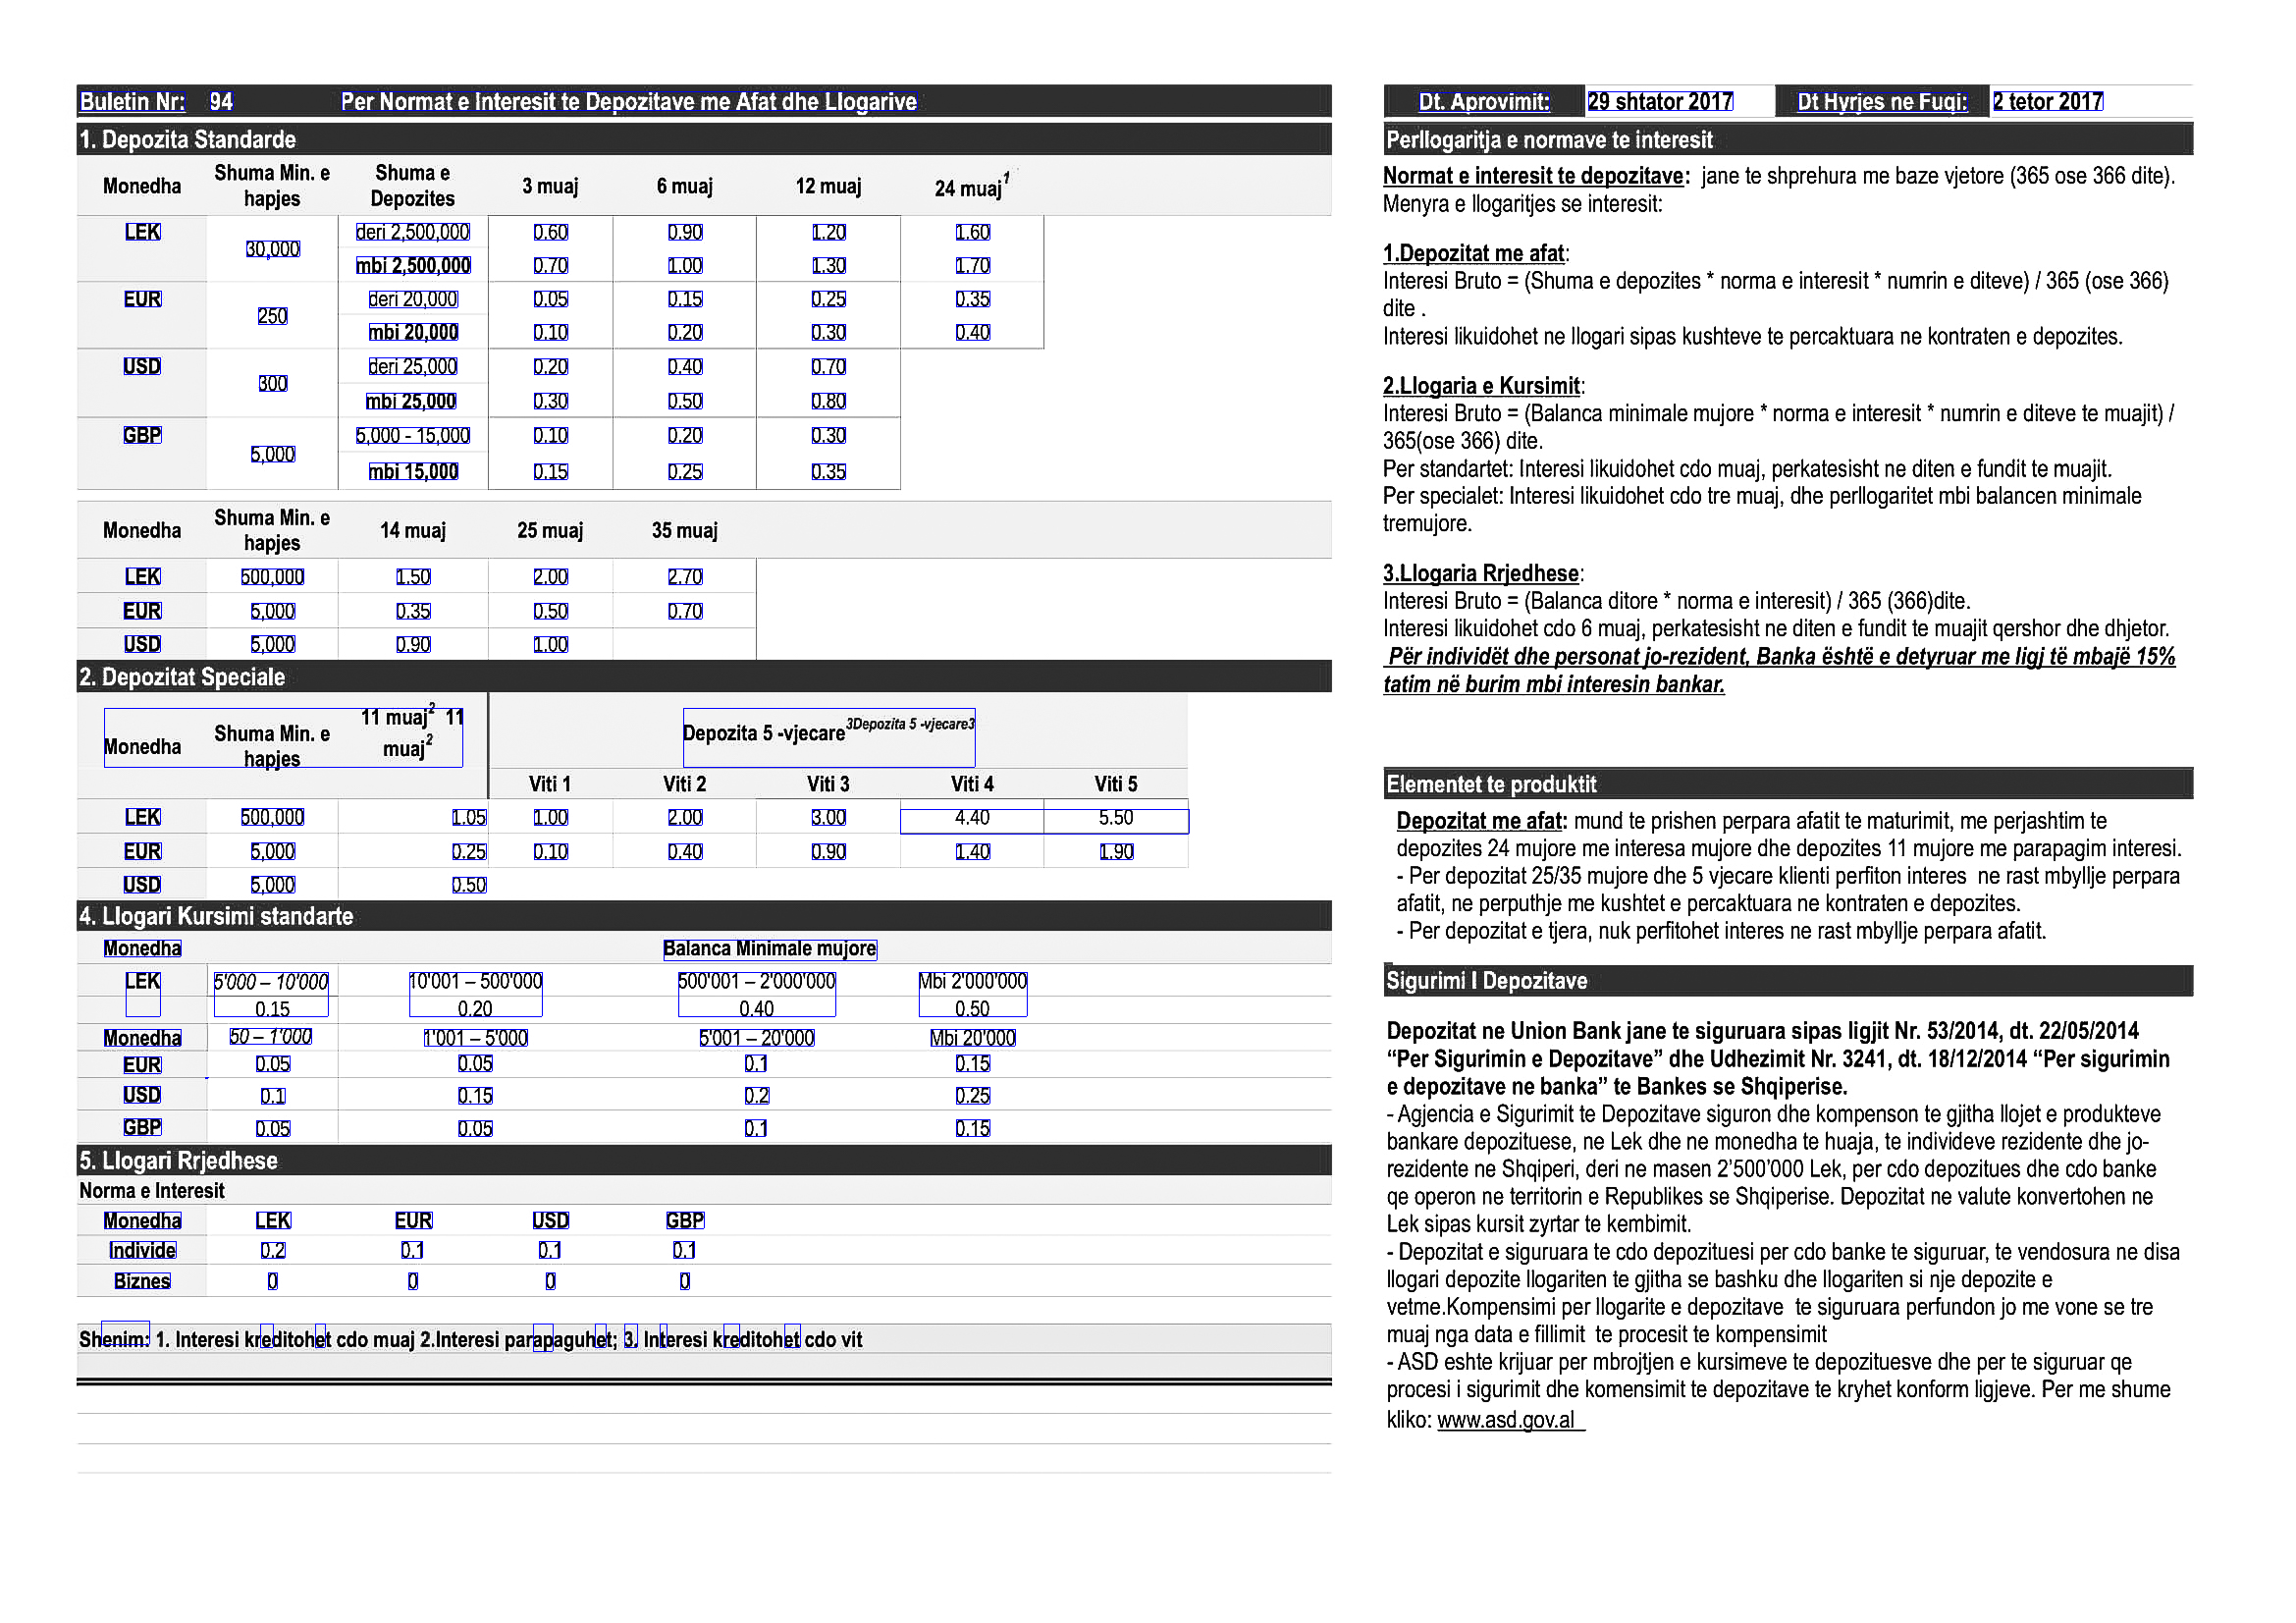 Buletin Nr: 94 Per Normat e Interesit te Depozitave me Afat dhe Llogarive
1. Depozita Standarde
Monedha Shuma Min. e hapjes Shuma e Depozites 3 muaj 6 muaj 12 muaj 24 muaj1
LEK 30,000 deri 2,500,000 0.60 0.90 1.20 1.60
mbi 2,500,000 0.70 1.00 1.30 1.70
EUR 250 deri 20,000 0.05 0.15 0.25 0.35
mbi 20,000 0.10 0.20 0.30 0.40
USD 300 deri 25,000 0.20 0.40 0.70
mbi 25,000 0.30 0.50 0.80
GBP 5,000 5,000 - 15,000 0.10 0.20 0.30
mbi 15,000 0.15 0.25 0.35
Monedha Shuma Min. e hapjes 14 muaj 25 muaj 35 muaj
LEK 500,000 1.50 2.00 2.70
EUR 5,000 0.35 0.50 0.70
USD 5,000 0.90 1.00
2. Depozitat Speciale
Monedha Shuma Min. e hapjes 11 muaj2 11 muaj2 Depozita 5 -vjecare3Depozita 5 -vjecare3
Viti 1 Viti 2 Viti 3 Viti 4 Viti 5
LEK 500,000 1.05 1.00 2.00 3.00 4.40 5.50
EUR 5,000 0.25 0.10 0.40 0.90 1.40 1.90
USD 5,000 0.50
4. Llogari Kursimi standarte
Monedha Balanca Minimale mujore
LEK 5'000 – 10'000 10'001 – 500'000 500'001 – 2'000'000 Mbi 2'000'000
0.15 0.20 0.40 0.50
Monedha 50 – 1'000 1'001 – 5'000 5'001 – 20'000 Mbi 20'000
EUR 0.05 0.05 0.1 0.15
USD 0.1 0.15 0.2 0.25
GBP 0.05 0.05 0.1 0.15
5. Llogari Rrjedhese
Norma e Interesit
Monedha LEK EUR USD GBP
Individe 0.2 0.1 0.1 0.1
Biznes 0 0 0 0
Shenim: 1. Interesi kreditohet cdo muaj 2.Interesi parapaguhet; 3. Interesi kreditohet cdo vit
Dt. Aprovimit: 29 shtator 2017 Dt Hyrjes ne Fuqi: 2 tetor 2017
Perllogaritja e normave te interesit
Normat e interesit te depozitave: jane te shprehura me baze vjetore (365 ose 366 dite).
Menyra e llogaritjes se interesit:
1.Depozitat me afat:
Interesi Bruto = (Shuma e depozites * norma e interesit * numrin e diteve) / 365 (ose 366)
dite .
Interesi likuidohet ne llogari sipas kushteve te percaktuara ne kontraten e depozites.
2.Llogaria e Kursimit:
Interesi Bruto = (Balanca minimale mujore * norma e interesit * numrin e diteve te muajit) /
365(ose 366) dite.
Per standartet: Interesi likuidohet cdo muaj, perkatesisht ne diten e fundit te muajit.
Per specialet: Interesi likuidohet cdo tre muaj, dhe perllogaritet mbi balancen minimale
tremujore.
3.Llogaria Rrjedhese:
Interesi Bruto = (Balanca ditore * norma e interesit) / 365 (366)dite.
Interesi likuidohet cdo 6 muaj, perkatesisht ne diten e fundit te muajit qershor dhe dhjetor.
Për individët dhe personat jo-rezident, Banka është e detyruar me ligj të mbajë 15%
tatim në burim mbi interesin bankar.
Elementet te produktit
Depozitat me afat: mund te prishen perpara afatit te maturimit, me perjashtim te
depozites 24 mujore me interesa mujore dhe depozites 11 mujore me parapagim interesi.
- Per depozitat 25/35 mujore dhe 5 vjecare klienti perfiton interes ne rast mbyllje perpara
afatit, ne perputhje me kushtet e percaktuara ne kontraten e depozites.
- Per depozitat e tjera, nuk perfitohet interes ne rast mbyllje perpara afatit.
Sigurimi I Depozitave
Depozitat ne Union Bank jane te siguruara sipas ligjit Nr. 53/2014, dt. 22/05/2014
“Per Sigurimin e Depozitave” dhe Udhezimit Nr. 3241, dt. 18/12/2014 “Per sigurimin
e depozitave ne banka” te Bankes se Shqiperise.
- Agjencia e Sigurimit te Depozitave siguron dhe kompenson te gjitha llojet e produkteve
bankare depozituese, ne Lek dhe ne monedha te huaja, te individeve rezidente dhe jo-
rezidente ne Shqiperi, deri ne masen 2’500’000 Lek, per cdo depozitues dhe cdo banke
qe operon ne territorin e Republikes se Shqiperise. Depozitat ne valute konvertohen ne
Lek sipas kursit zyrtar te kembimit.
- Depozitat e siguruara te cdo depozituesi per cdo banke te siguruar, te vendosura ne disa
llogari depozite llogariten te gjitha se bashku dhe llogariten si nje depozite e
vetme.Kompensimi per llogarite e depozitave te siguruara perfundon jo me vone se tre
muaj nga data e fillimit te procesit te kompensimit
- ASD eshte krijuar per mbrojtjen e kursimeve te depozituesve dhe per te siguruar qe
procesi i sigurimit dhe komensimit te depozitave te kryhet konform ligjeve. Per me shume
kliko: www.asd.gov.al